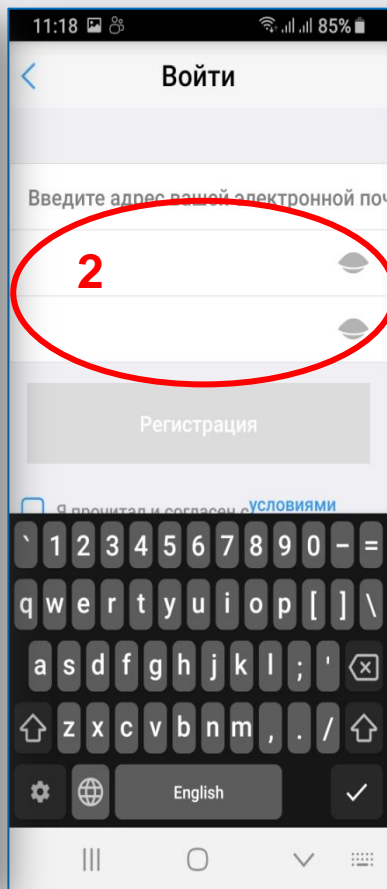 11:18 85%
Войти
Введите адрес вашей электронной поч
2
Регистрация
Я прочитал и согласен с условиями
` 1 2 3 4 5 6 7 8 9 0 - =
q w e r t y u i o p [ ] \
a s d f g h j k l ; '
z x c v b n m , . /
English